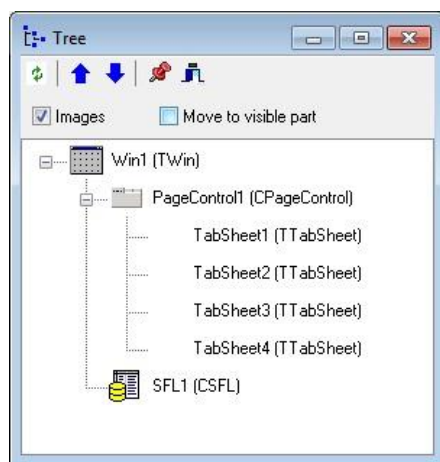 Tree
Images Move to visible part
Win1 (TWin)
PageControl1 (CPageControl)
TabSheet1 (TTabSheet)
TabSheet2 (TTabSheet)
TabSheet3 (TTabSheet)
TabSheet4 (TTabSheet)
SFL1 (CSFL)